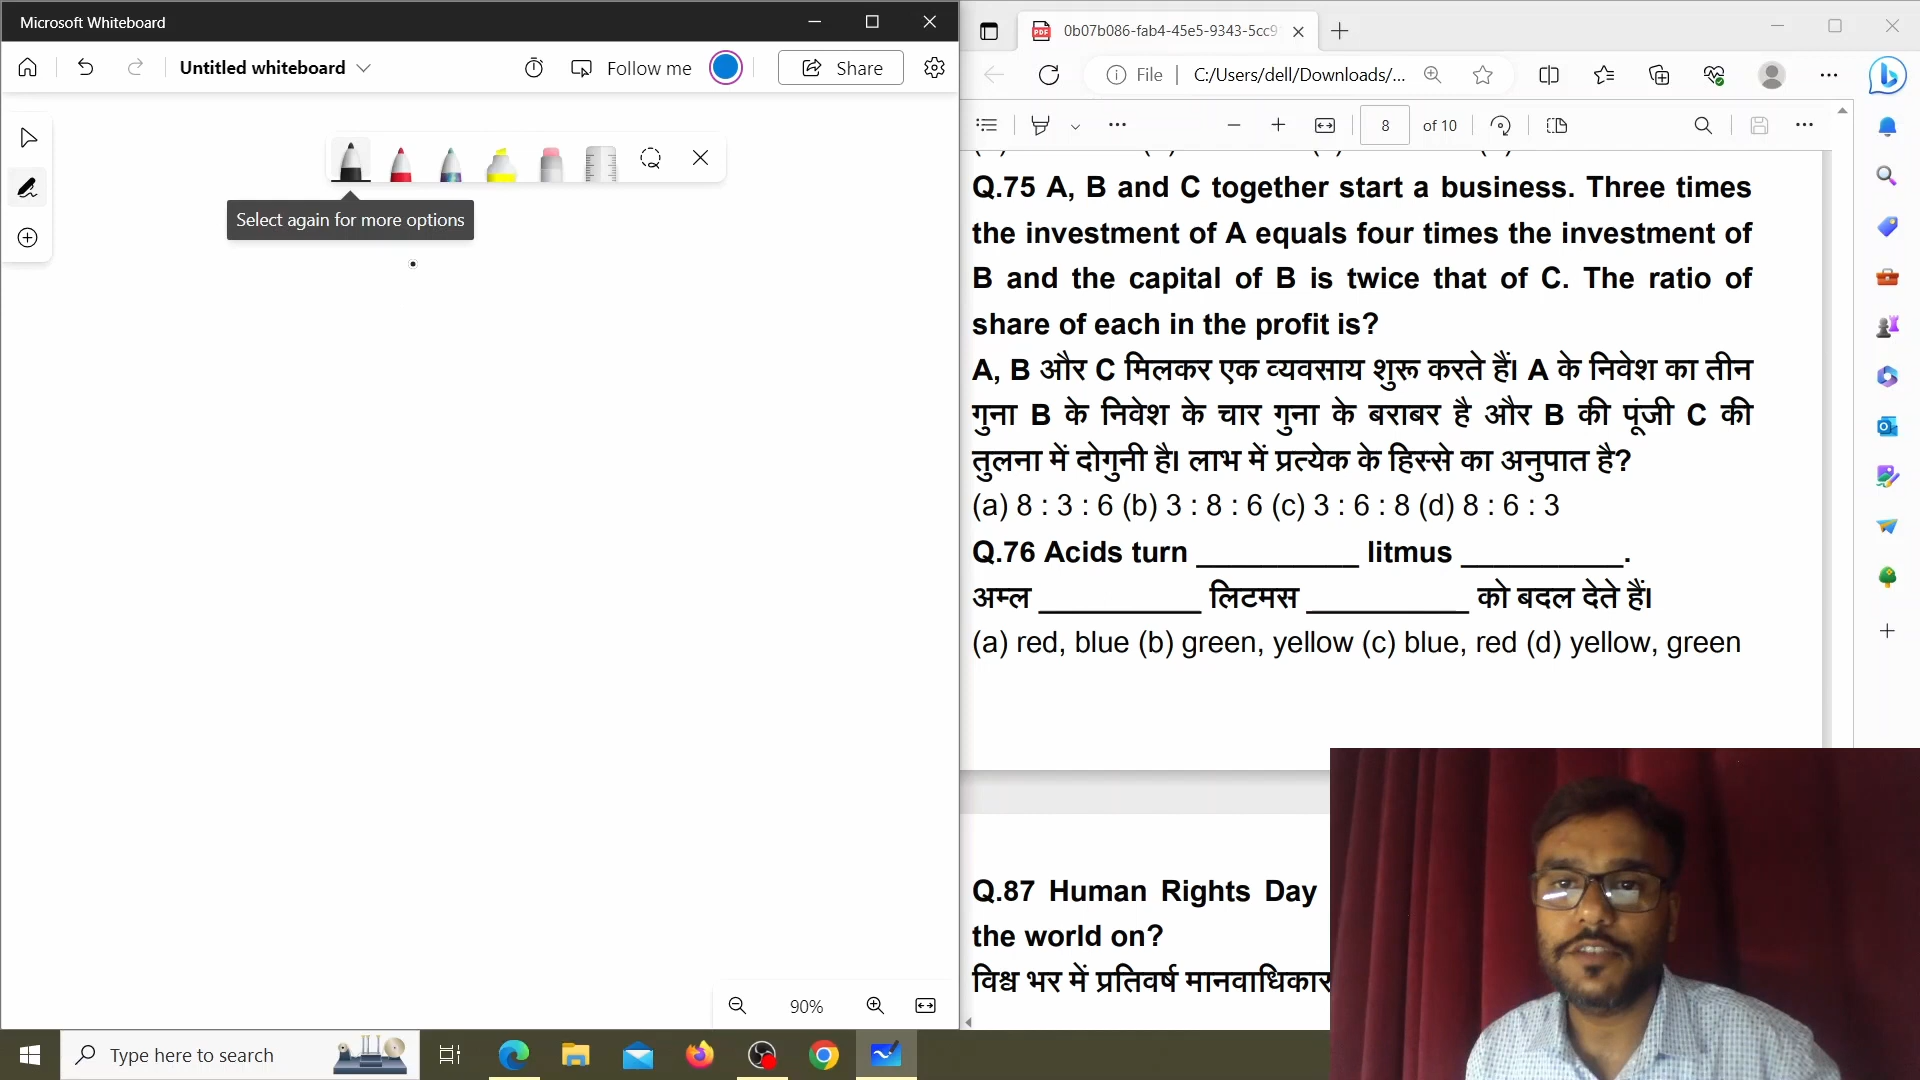 Microsoft Whiteboard
Untitled whiteboard
Follow me
Share
Select again for more options
90%
0b07b086-fab4-45e5-9343-5cc9
File
C:/Users/dell/Downloads/...
8 of 10
Q.75 A, B and C together start a business. Three times
the investment of A equals four times the investment of
B and the capital of B is twice that of C. The ratio of
share of each in the profit is?
A, B और C मिलकर एक व्यवसाय शुरू करते हैं। A के निवेश का तीन
गुना B के निवेश के चार गुना के बराबर है और B की पूंजी C की
तुलना में दोगुनी है। लाभ में प्रत्येक के हिस्से का अनुपात है?
(a) 8 : 3 : 6 (b) 3 : 8 : 6 (c) 3 : 6 : 8 (d) 8 : 6 : 3
Q.76 Acids turn __________ litmus __________.
अम्ल __________ लिटमस __________ को बदल देते हैं।
(a) red, blue (b) green, yellow (c) blue, red (d) yellow, green
Q.87 Human Rights Day
the world on?
विश्व भर में प्रतिवर्ष मानवाधिकार
Type here to search